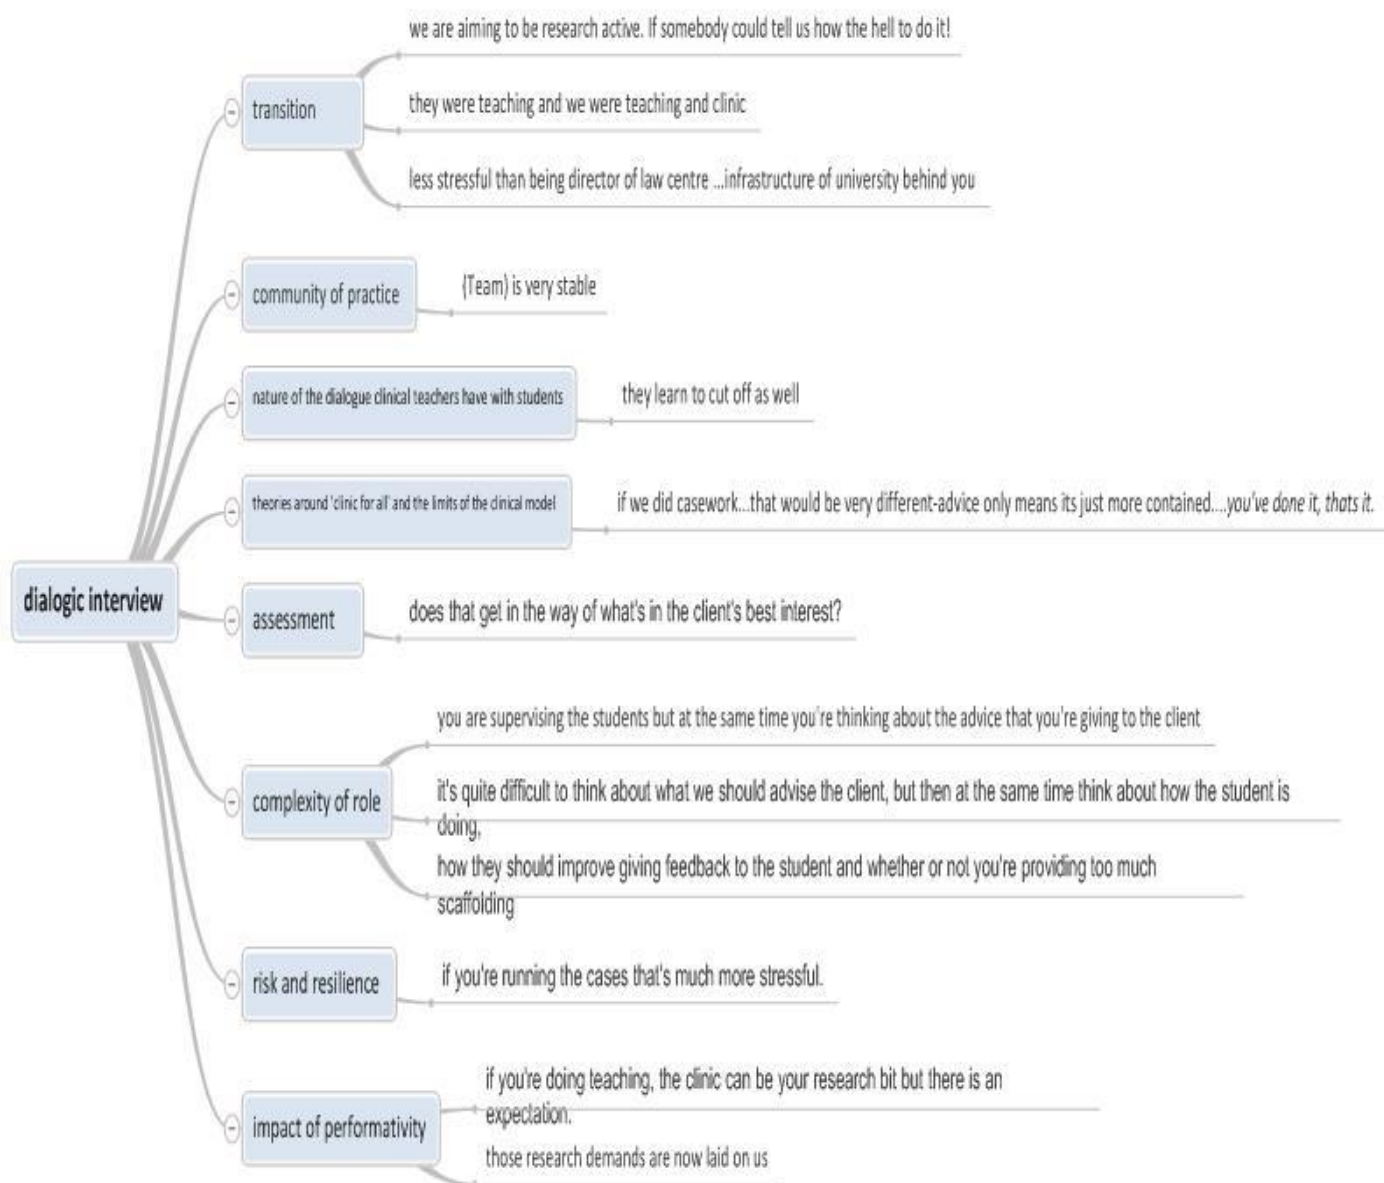 we are aiming to be research active. If somebody could tell us how the hell to do it!
transition
they were teaching and we were teaching and clinic
less stressful than being director of law centre ...infrastructure of university behind you
community of practice
{Team) is very stable
nature of the dialogue clinical teachers have with students
they learn to cut off as well
theories around 'clinic for all' and the limits of the clinical model
if we did casework...that would be very different-advice only means its just more contained....you've done it, thats it.
dialogic interview
assessment
does that get in the way of what's in the client's best interest?
you are supervising the students but at the same time you're thinking about the advice that you're giving to the client
complexity of role
it's quite difficult to think about what we should advise the client, but then at the same time think about how the student is
doing,
how they should improve giving feedback to the student and whether or not you're providing too much
scaffolding
risk and resilience
if you're running the cases that's much more stressful.
if you're doing teaching, the clinic can be your research bit but there is an
expectation.
impact of performativity
those research demands are now laid on us